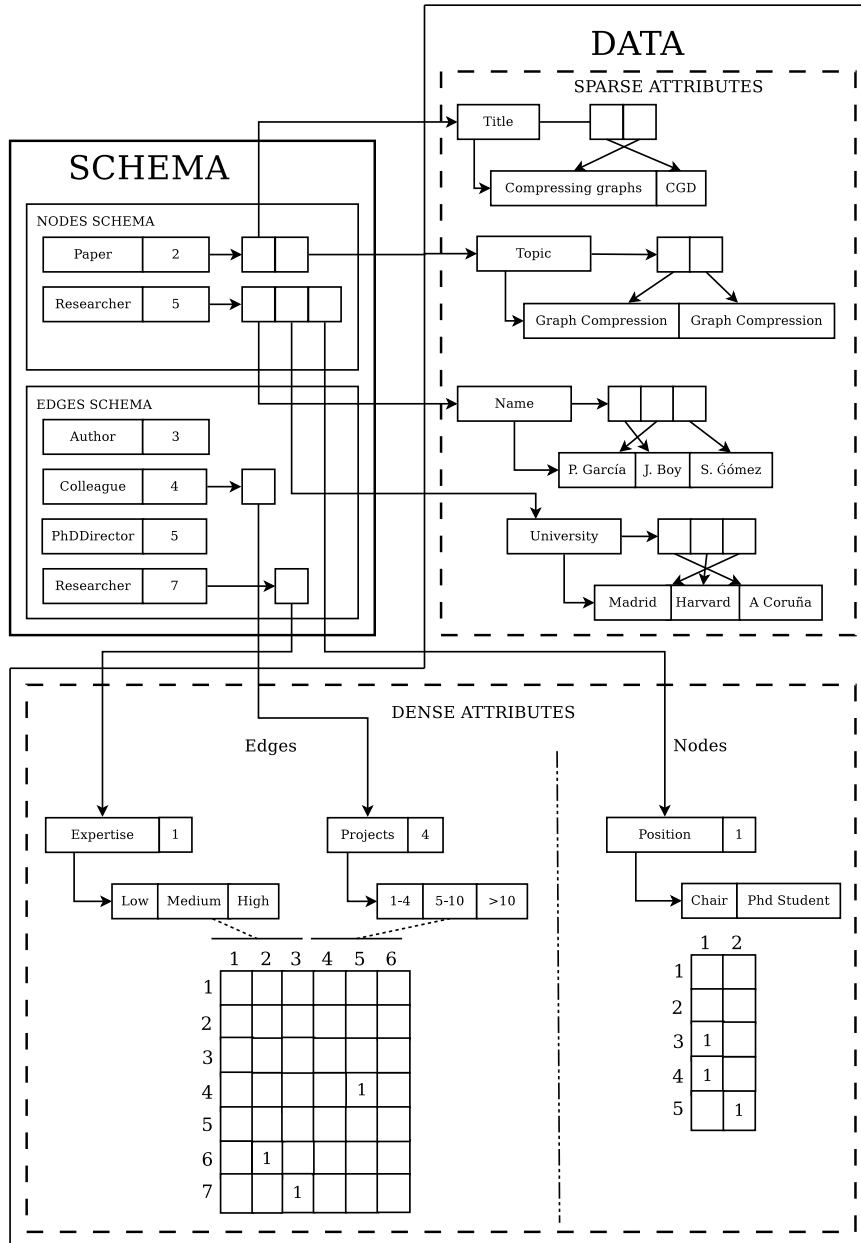 DATA
SPARSE ATTRIBUTES
Title
Compressing graphs CGD
SCHEMA
NODES SCHEMA
Paper 2
Topic
Researcher 5
Graph Compression Graph Compression
EDGES SCHEMA
Name
Author 3
P. García J. Boy S. Gómez
Colleague 4
PhDDirector 5
University
Researcher 7
Madrid Harvard A Coruña
DENSE ATTRIBUTES
Edges
Nodes
Expertise 1
Projects 4
Position 1
Low Medium High
1-4 5-10 >10
Chair Phd Student
1 2 3 4 5 6
1
2
3
4 1
5
6 1
7 1
1 2
1
2
3 1
4 1
5 1